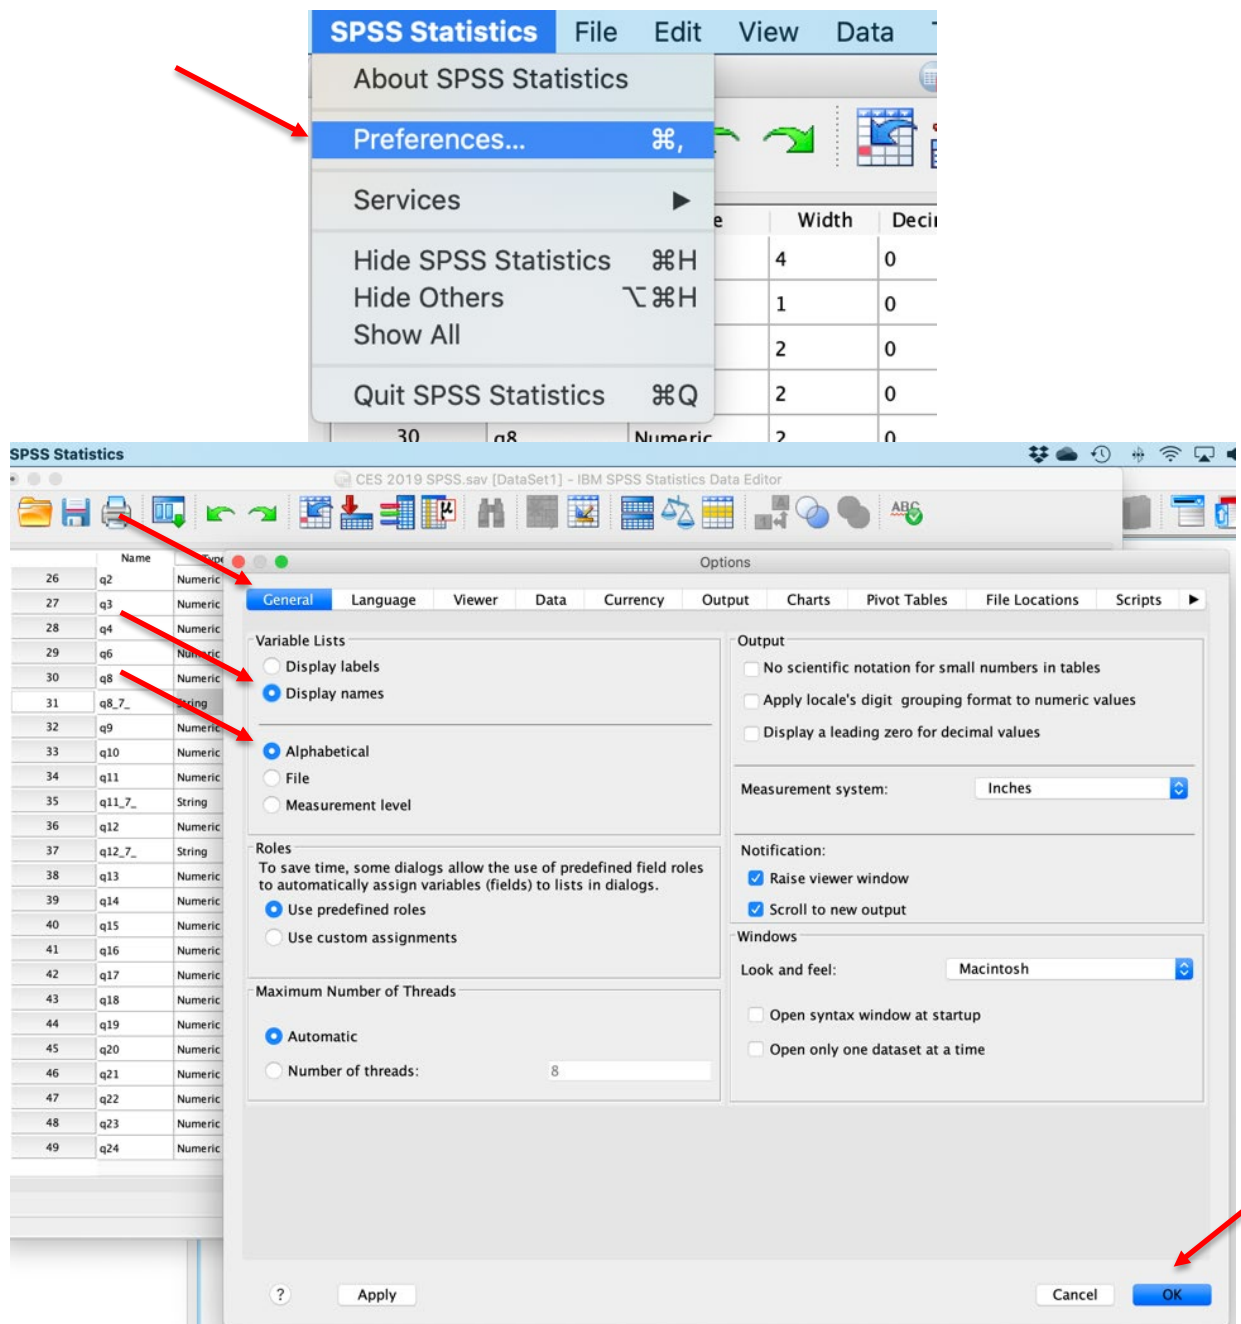 SPSS Statistics File Edit View Data
About SPSS Statistics
Preferences... ⌘,
Services ▶
Width Deci
Hide SPSS Statistics ⌘H 4 0
Hide Others ⌥⌘H 1 0
Show All 2 0
Quit SPSS Statistics ⌘Q 2 0
30 q8 Numeric 2 0
SPSS Statistics
CES 2019 SPSS.sav [DataSet1] - IBM SPSS Statistics Data Editor
Name Type
Options
General Language Viewer Data Currency Output Charts Pivot Tables File Locations Scripts ▶
26 q2 Numeric
27 q3 Numeric
28 q4 Numeric
29 q6 Numeric
30 q8 Numeric
31 q8_7_ String
32 q9 Numeric
33 q10 Numeric
34 q11 Numeric
35 q11_7_ String
36 q12 Numeric
37 q12_7_ String
38 q13 Numeric
39 q14 Numeric
40 q15 Numeric
41 q16 Numeric
42 q17 Numeric
43 q18 Numeric
44 q19 Numeric
45 q20 Numeric
46 q21 Numeric
47 q22 Numeric
48 q23 Numeric
49 q24 Numeric
Variable Lists
Display labels
Display names
Alphabetical
File
Measurement level
Roles
To save time, some dialogs allow the use of predefined field roles
to automatically assign variables (fields) to lists in dialogs.
Use predefined roles
Use custom assignments
Maximum Number of Threads
Automatic
Number of threads: 8
Output
No scientific notation for small numbers in tables
Apply locale's digit grouping format to numeric values
Display a leading zero for decimal values
Measurement system: Inches
Notification:
Raise viewer window
Scroll to new output
Windows
Look and feel: Macintosh
Open syntax window at startup
Open only one dataset at a time
? Apply Cancel OK